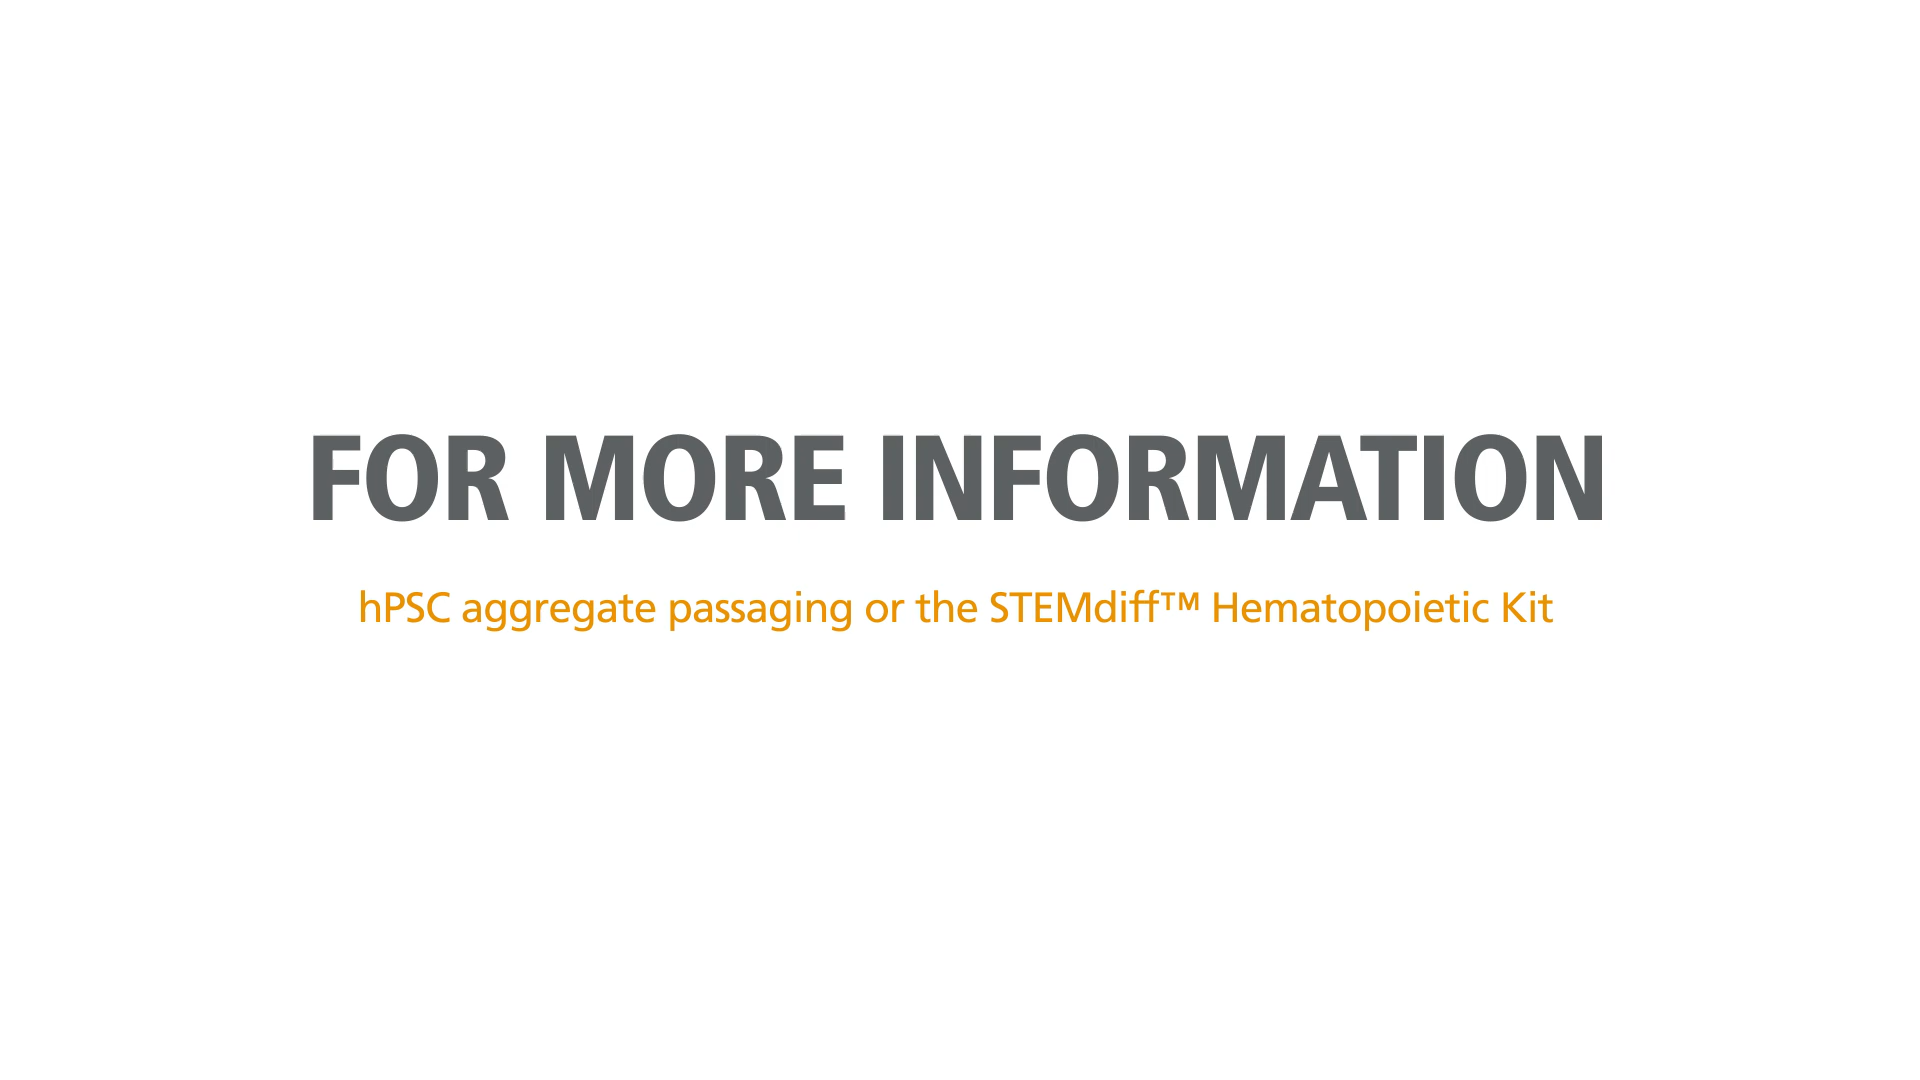 FOR MORE INFORMATION
hPSC aggregate passaging or the STEMdiff™ Hematopoietic Kit